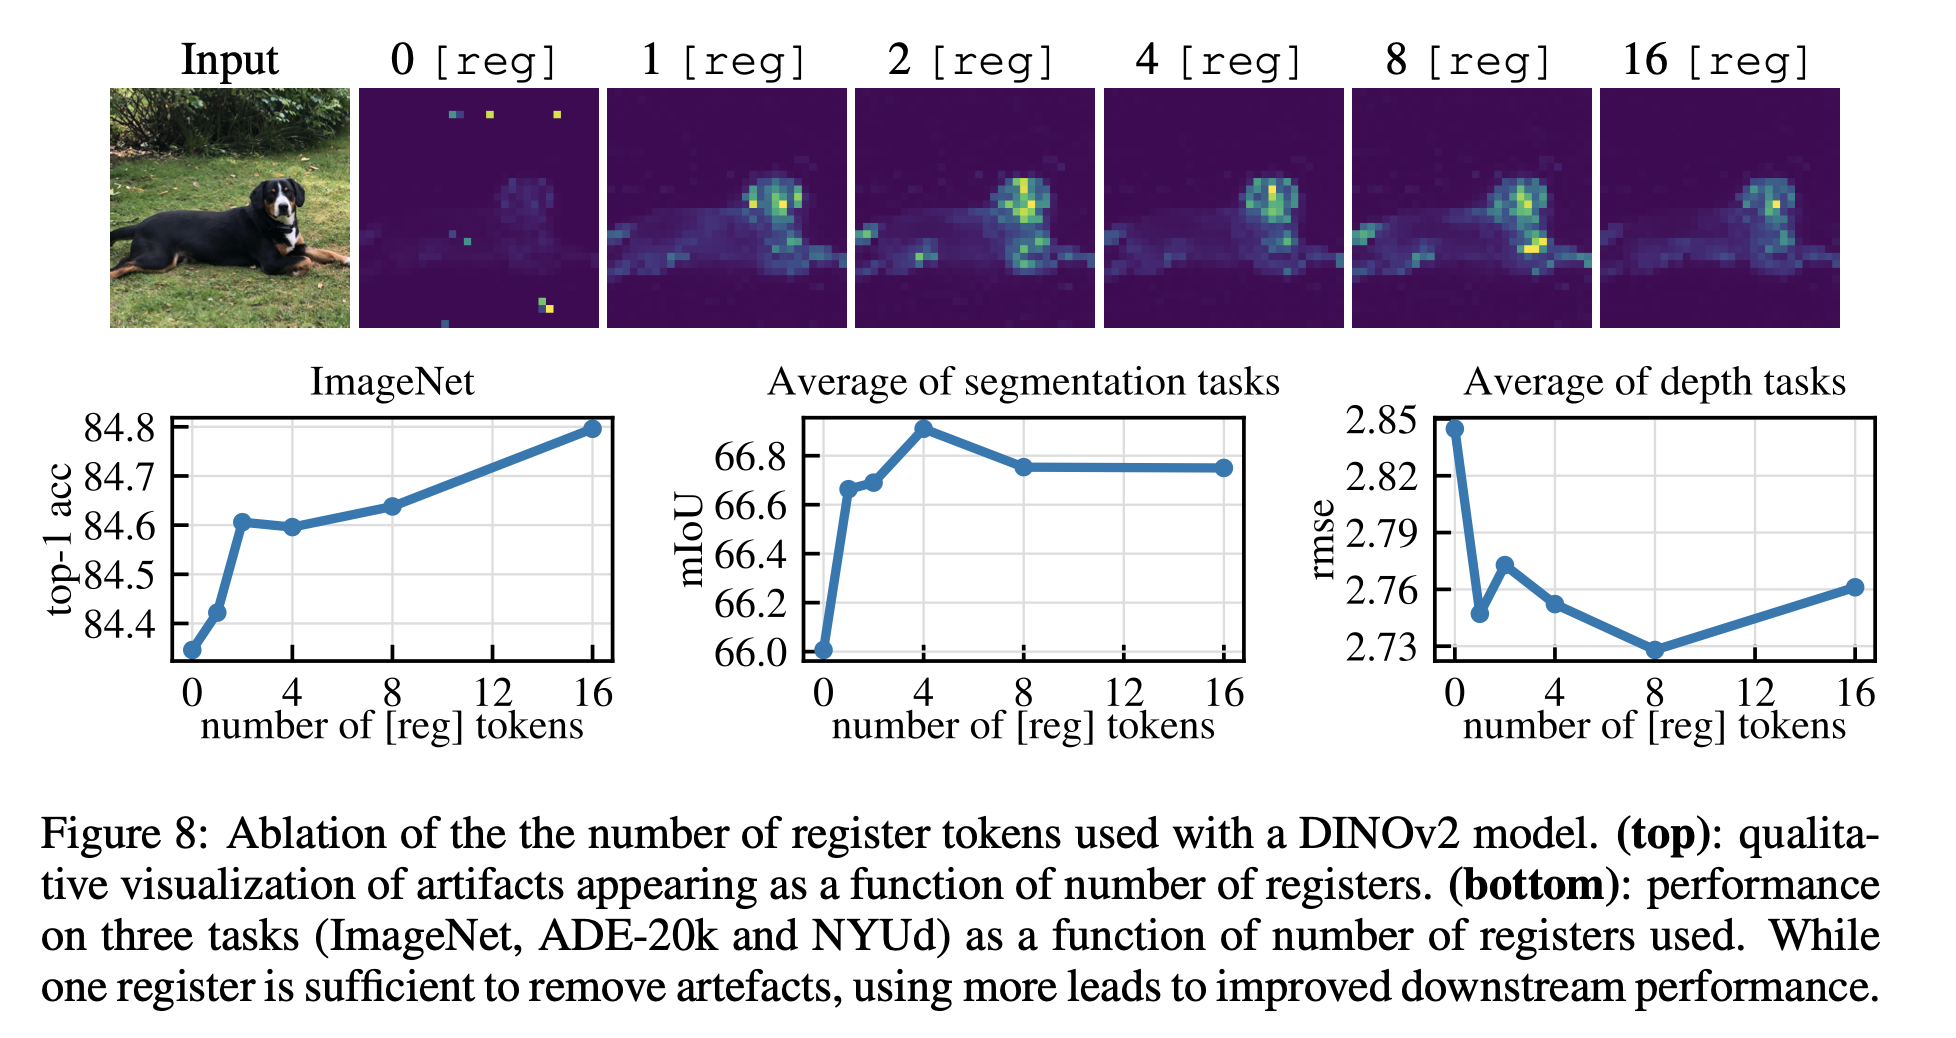 Input 0 [reg] 1 [reg] 2 [reg] 4 [reg] 8 [reg] 16 [reg]
ImageNet
84.8
84.7
84.6
84.5
84.4
top-1 acc
0 4 8 12 16
number of [reg] tokens
Average of segmentation tasks
66.8
66.6
66.4
66.2
66.0
mIoU
0 4 8 12 16
number of [reg] tokens
Average of depth tasks
2.85
2.82
2.79
2.76
2.73
rmse
0 4 8 12 16
number of [reg] tokens
Figure 8: Ablation of the the number of register tokens used with a DINOv2 model. (top): qualita-
tive visualization of artifacts appearing as a function of number of registers. (bottom): performance
on three tasks (ImageNet, ADE-20k and NYUd) as a function of number of registers used. While
one register is sufficient to remove artefacts, using more leads to improved downstream performance.